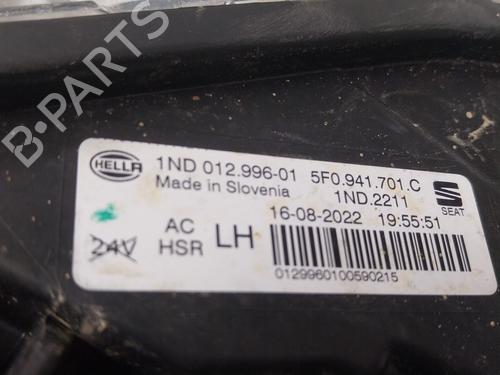 B-PARTS
HELLA 1ND 012.996-01 5F0.941.701.C
Made in Slovenia 1ND.2211
SEAT
16-08-2022 19:55:51
24V AC HSR LH
0129960100590215